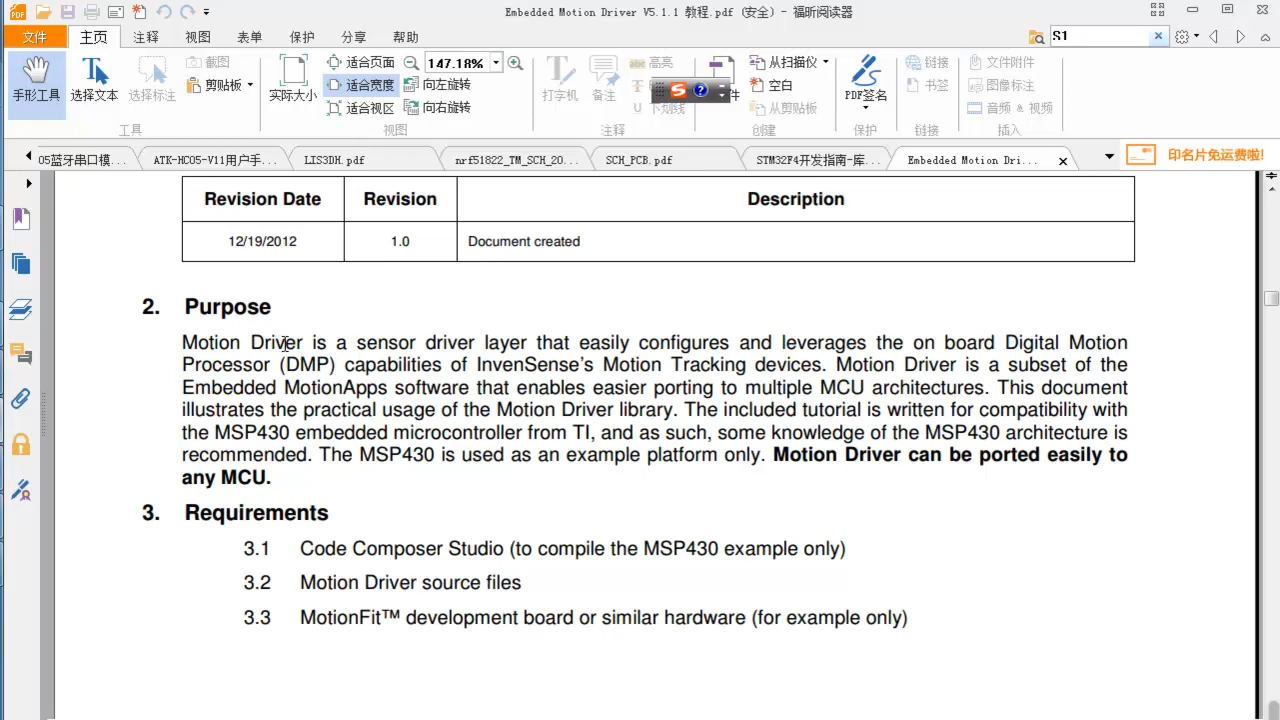 Embedded Motion Driver V5.1.1 教程.pdf (安全) - 福昕阅读器
文件 主页 注释 视图 表单 保护 分享 帮助 S1
手形工具 选择文本 选择标注 截图 剪贴板 工具
实际大小 适合页面 适合宽度 适合视区 147.18% 向左旋转 向右旋转 视图
打字机 备注 高亮 下划线 注释
件 从扫描仪 空白 从剪贴板 创建
PDF签名 保护
链接 书签 链接
文件附件 图像标注 音频 & 视频 插入
05蓝牙串口模... ATK-HC05-V11用户手... LIS3DH.pdf nrf51822_TM_SCH_20... SCH_PCB.pdf STM32F4开发指南-库... Embedded Motion Dri... 印名片免运费啦!
Revision Date Revision Description
12/19/2012 1.0 Document created
2. Purpose
Motion Driver is a sensor driver layer that easily configures and leverages the on board Digital Motion
Processor (DMP) capabilities of InvenSense's Motion Tracking devices. Motion Driver is a subset of the
Embedded MotionApps software that enables easier porting to multiple MCU architectures. This document
illustrates the practical usage of the Motion Driver library. The included tutorial is written for compatibility with
the MSP430 embedded microcontroller from TI, and as such, some knowledge of the MSP430 architecture is
recommended. The MSP430 is used as an example platform only. Motion Driver can be ported easily to
any MCU.
3. Requirements
3.1 Code Composer Studio (to compile the MSP430 example only)
3.2 Motion Driver source files
3.3 MotionFit™ development board or similar hardware (for example only)